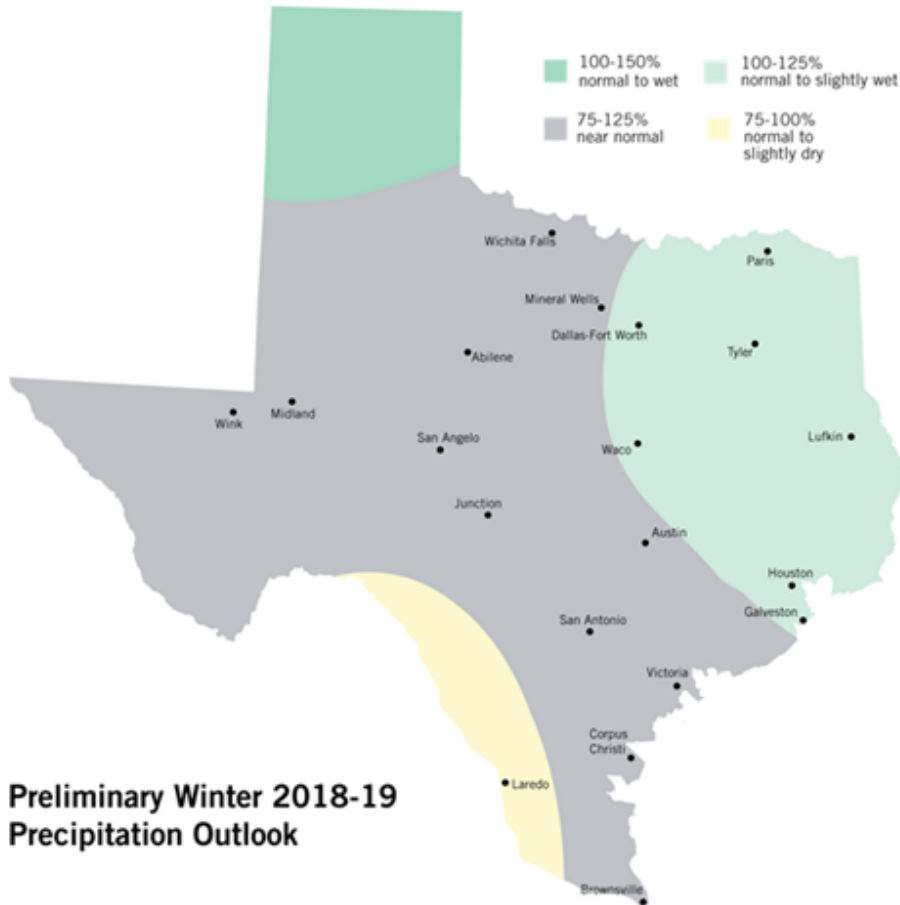 100-150%
normal to wet
100-125%
normal to slightly wet
75-125%
near normal
75-100%
normal to
slightly dry
Wichita Falls
Paris
Mineral Wells
Dallas-Fort Worth
Tyler
Abilene
Wink
Midland
San Angelo
Waco
Lufkin
Junction
Austin
Houston
Galveston
San Antonio
Victoria
Corpus
Christi
Laredo
Preliminary Winter 2018-19
Precipitation Outlook
Brownsville